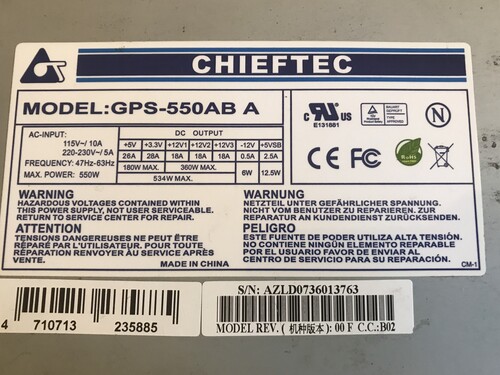 CHIEFTEC
MODEL:GPS-550AB A
AC-INPUT:
115V~/ 10A
220-230V~/ 5A
FREQUENCY: 47Hz-63Hz
MAX. POWER: 550W
DC OUTPUT
+5V +3.3V +12V1 +12V2 +12V3 -12V +5VSB
26A 28A 18A 18A 18A 0.5A 2.5A
180W MAX. 360W MAX. 6W 12.5W
534W MAX.
c UL US
E131681
N
CE FC
WARNING
HAZARDOUS VOLTAGES CONTAINED WITHIN
THIS POWER SUPPLY, NOT USER SERVICEABLE.
RETURN TO SERVICE CENTER FOR REPAIR.
ATTENTION
TENSIONS DANGEREUSES NE PEUT ÊTRE
RÉPARÉ PAR L'UTILISATEUR. POUR TOUTE
RÉPARATION RENVOYER AU SERVICE APRÈS
VENTE.
MADE IN CHINA
WARNUNG
NETZTEIL UNTER GEFÄHRLICHER SPANNUNG.
NICHT VOM BENUTZER ZU REPARIEREN. ZUR
REPARATUR AN KUNDENDIENST ZURÜCKSENDEN.
PELIGRO
ESTE FUENTE DE PODER UTILIZA ALTA TENSION.
NO CONTIENE NINGÚN ELEMENTO REPARABLE
POR EL USUARIO FAVOR DE ENVIAR AL
CENTRO DE SERVICIO PARA SU REPARACIÓN.
CM-1
4 710713 235885
S/N: AZLD0736013763
MODEL REV. ( 机种版本): 00 F C.C.:B02